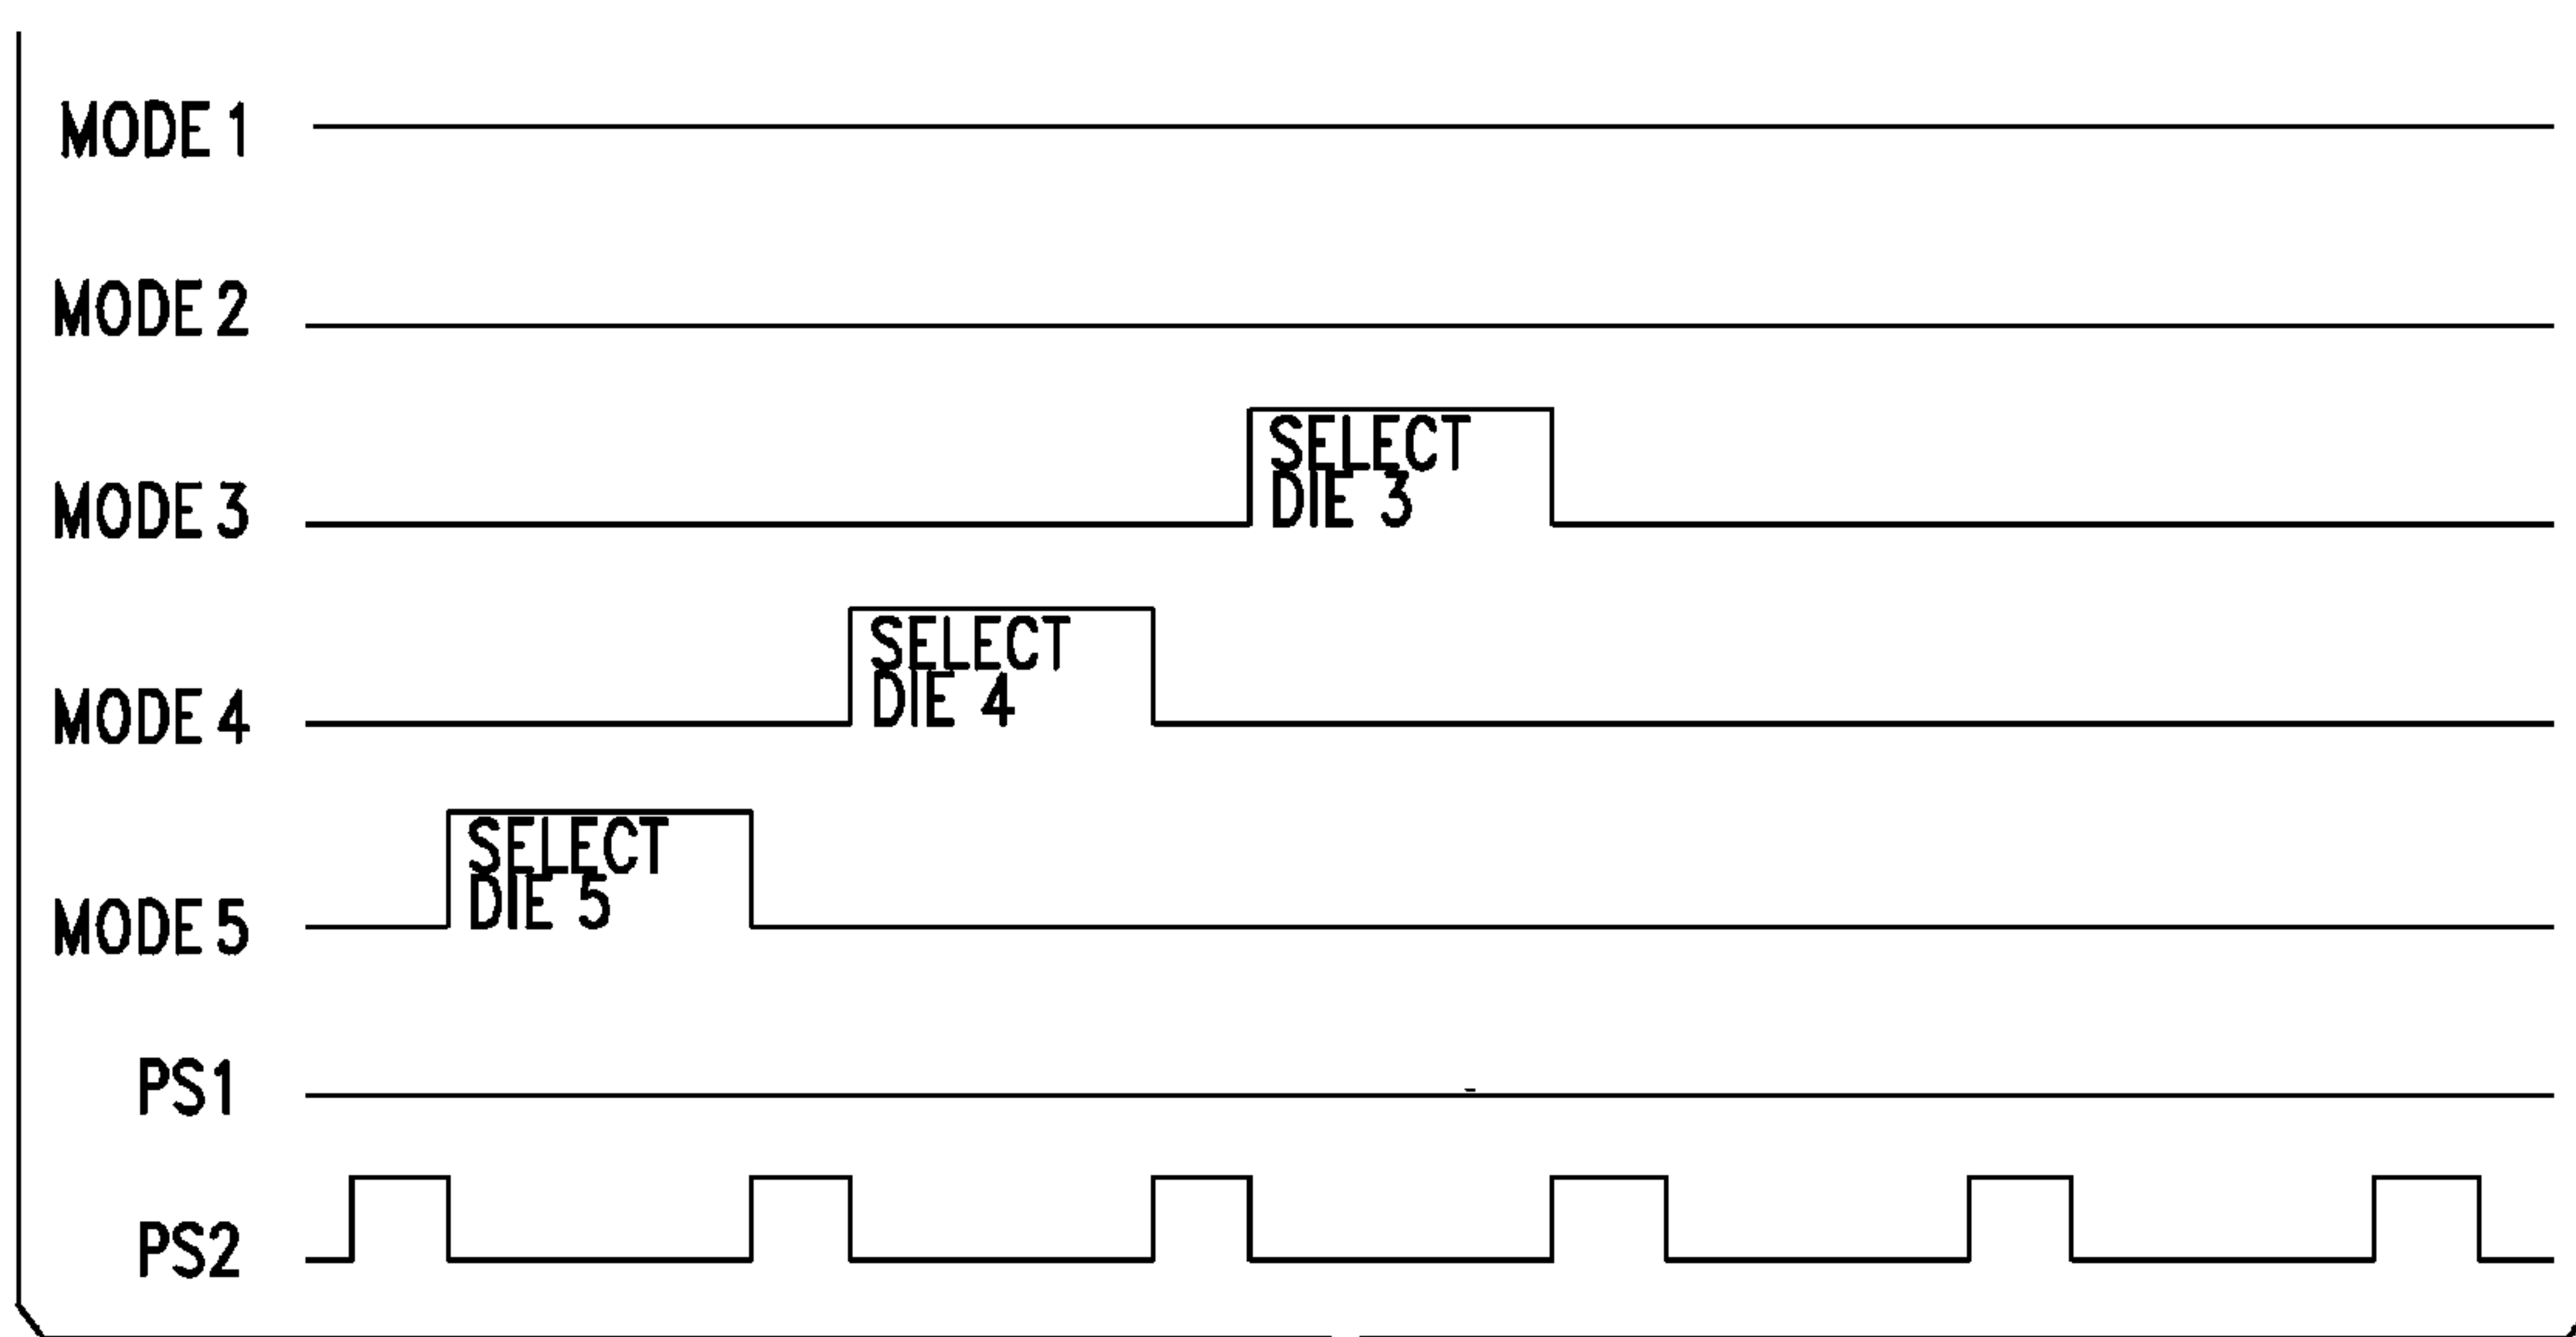 MODE 1
MODE 2
MODE 3
SELECT
DIE 3
MODE 4
SELECT
DIE 4
MODE 5
SELECT
DIE 5
PS1
PS2